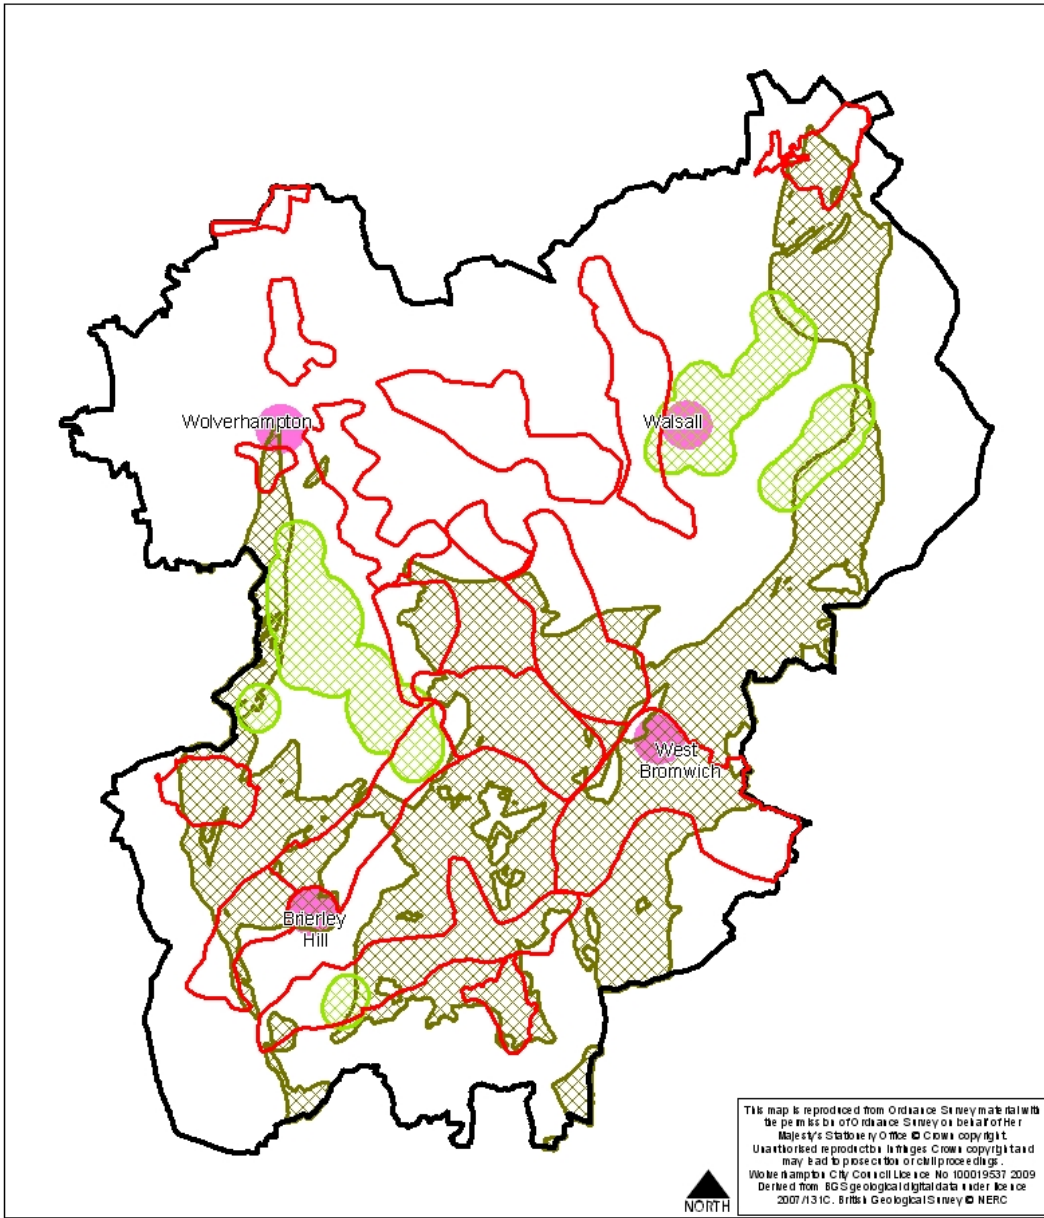 Wolverhampton
Walsall
West
Bromwich
Brierley
Hill
NORTH
This map is reproduced from Ordnance Survey material with
the permission of Ordnance Survey on behalf of Her
Majesty's Stationery Office © Crown copyright.
Unauthorised reproduction infringes Crown copyright and
may lead to prosecution or civil proceedings.
Wolverhampton City Council Licence No 100019537 2009
Derived from BGS geological digital data under licence
2007/131C. British Geological Survey © NERC